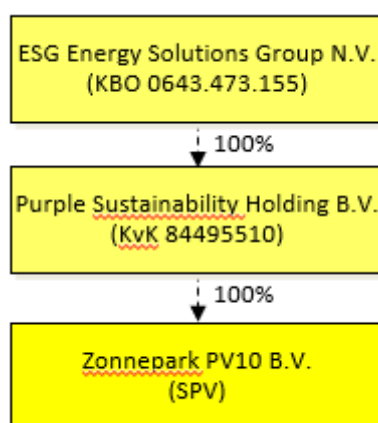 ESG Energy Solutions Group N.V.
(KBO 0643.473.155)
100%
Purple Sustainability Holding B.V.
(KvK 84495510)
100%
Zonnepark PV10 B.V.
(SPV)